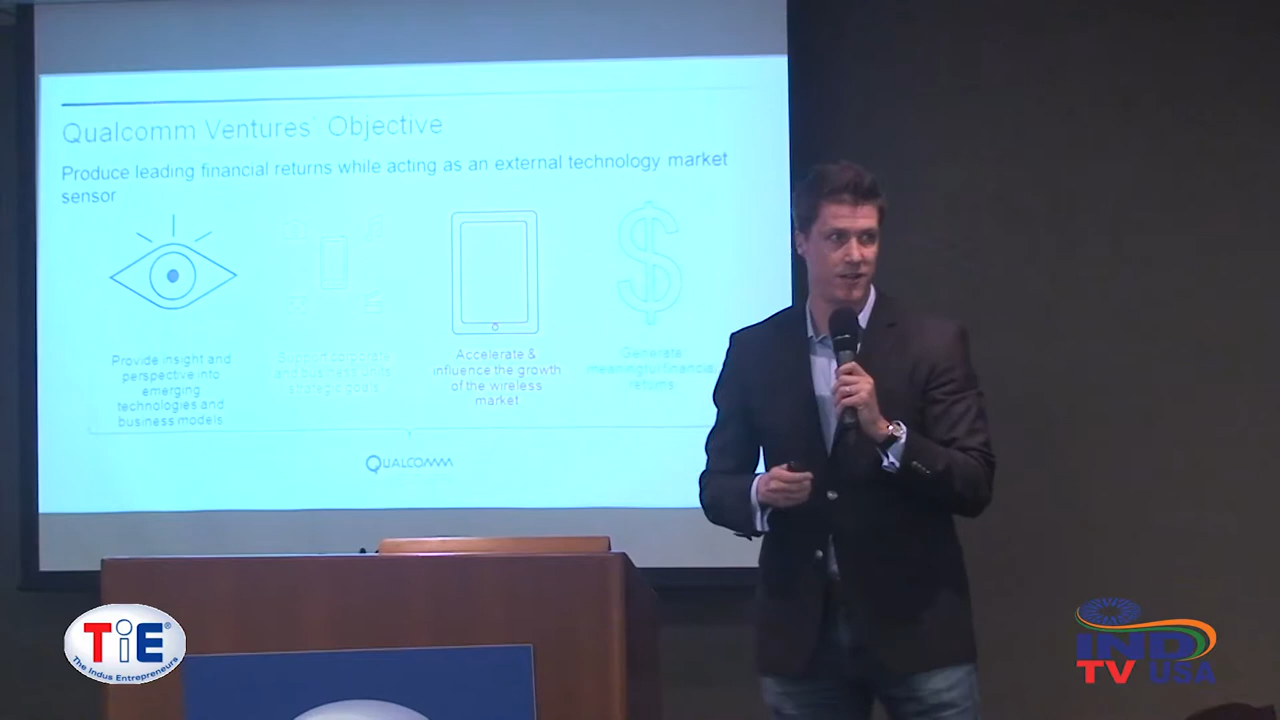 Qualcomm Ventures' Objective
Produce leading financial returns while acting as an external technology market
sensor
Provide insight and
perspective into
emerging
technologies and
business models
Support corporate
and business units
strategic goals
Accelerate &
influence the growth
of the wireless
market
Generate
meaningful financial
returns
QUALCOMM
TiE®
The Indus Entrepreneurs
IND
TV USA